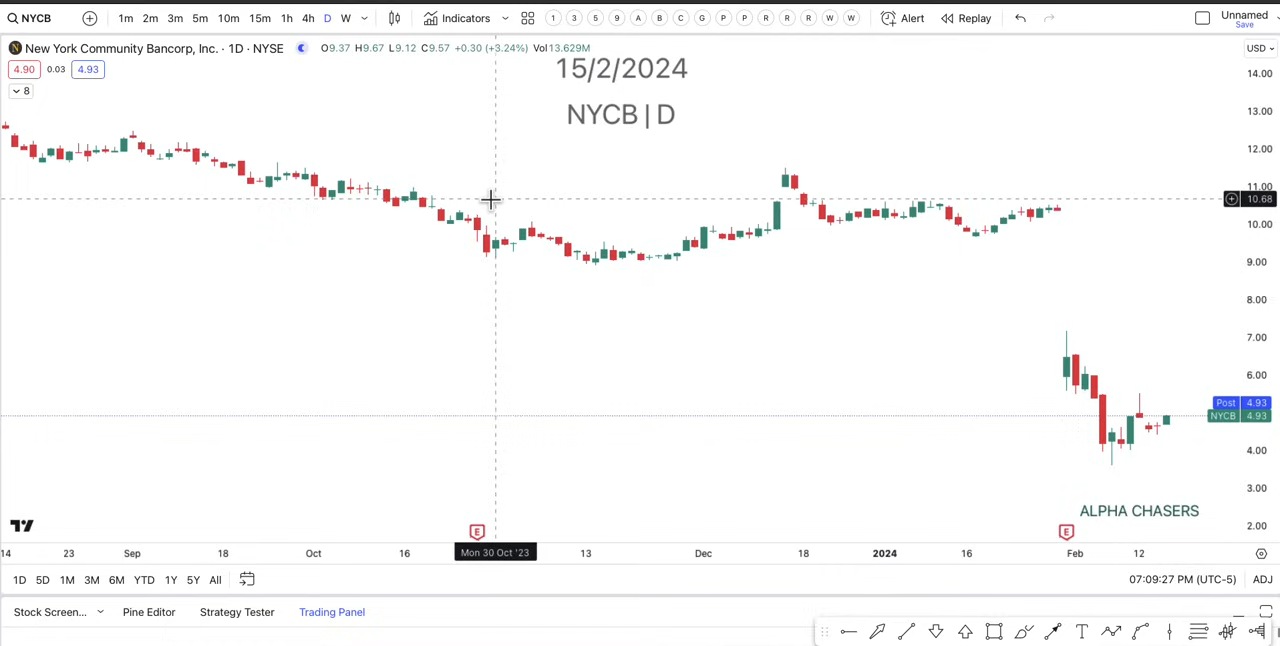 NYCB 1m 2m 3m 5m 10m 15m 1h 4h D W Indicators 1 3 5 9 A B C G P P R R R W W Alert Replay Unnamed
Save
N New York Community Bancorp, Inc. · 1D · NYSE O9.37 H9.67 L9.12 C9.57 +0.30 (+3.24%) Vol13.629M USD
4.90 0.03 4.93
8
15/2/2024
NYCB | D
14.00
13.00
12.00
11.00
10.68
10.00
9.00
8.00
7.00
6.00
Post 4.93
NYCB 4.93
4.00
3.00
ALPHA CHASERS
2.00
E E
14 23 Sep 18 Oct 16 Mon 30 Oct '23 13 Dec 18 2024 16 Feb 12
1D 5D 1M 3M 6M YTD 1Y 5Y All 07:09:27 PM (UTC-5) ADJ
Stock Screen... Pine Editor Strategy Tester Trading Panel
T